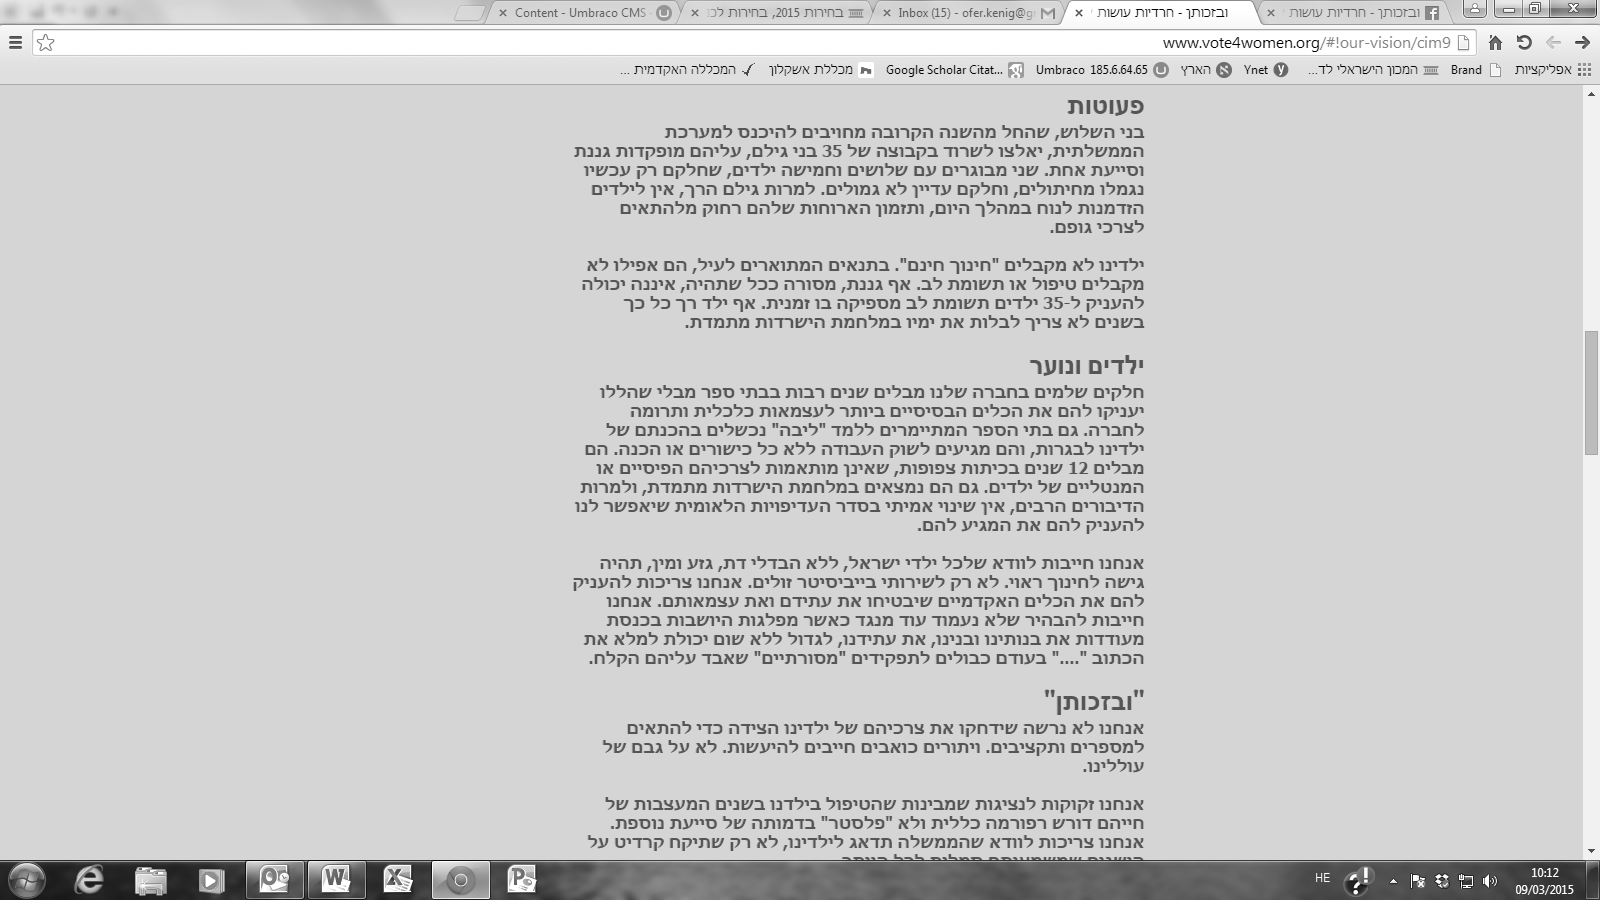 ובזכותן - חרדיות עושות
ובזכותן - חרדיות עושות
Inbox (15) - ofer.kenig@g
בחירות 2015, בחירות לכנ
Content - Umbraco CMS
www.vote4women.org/#!our-vision/cim9
אפליקציות
Brand
המכון הישראלי לד...
Ynet
הארץ
Umbraco 185.6.64.65
Google Scholar Citat...
מכללת אשקלון
המכללה האקדמית ...
פעוטות
בני השלוש, שהחל מהשנה הקרובה מחויבים להיכנס למערכת
הממשלתית, יאלצו לשרוד בקבוצה של 35 בני גילם, עליהם מופקדות גננת
וסייעת אחת. שני מבוגרים עם שלושים וחמישה ילדים, שחלקם רק עכשיו
נגמלו מחיתולים, וחלקם עדיין לא גמולים. למרות גילם הרך, אין לילדים
הזדמנות לנוח במהלך היום, ותזמון הארוחות שלהם רחוק מלהתאים
לצרכי גופם.
ילדינו לא מקבלים "חינוך חינם". בתנאים המתוארים לעיל, הם אפילו לא
מקבלים טיפול או תשומת לב. אף גננת, מסורה ככל שתהיה, איננה יכולה
להעניק ל-35 ילדים תשומת לב מספיקה בו זמנית. אף ילד רך כל כך
בשנים לא צריך לבלות את ימיו במלחמת הישרדות מתמדת.
ילדים ונוער
חלקים שלמים בחברה שלנו מבלים שנים רבות בבתי ספר מבלי שהללו
יעניקו להם את הכלים הבסיסיים ביותר לעצמאות כלכלית ותרומה
לחברה. גם בתי הספר המתיימרים ללמד "ליבה" נכשלים בהכנתם של
ילדינו לבגרות, והם מגיעים לשוק העבודה ללא כל כישורים או הכנה. הם
מבלים 12 שנים בכיתות צפופות, שאינן מותאמות לצרכיהם הפיסיים או
המנטליים של ילדים. גם הם נמצאים במלחמת הישרדות מתמדת, ולמרות
הדיבורים הרבים, אין שינוי אמיתי בסדר העדיפויות הלאומית שיאפשר לנו
להעניק להם את המגיע להם.
אנחנו חייבות לוודא שלכל ילדי ישראל, ללא הבדלי דת, גזע ומין, תהיה
גישה לחינוך ראוי. לא רק לשירותי בייביסיטר זולים. אנחנו צריכות להעניק
להם את הכלים האקדמיים שיבטיחו את עתידם ואת עצמאותם. אנחנו
חייבות להבהיר שלא נעמוד עוד מנגד כאשר מפלגות היושבות בכנסת
מעודדות את בנותינו ובנינו, את עתידנו, לגדול ללא שום יכולת למלא את
הכתוב "...." בעודם כבולים לתפקידים "מסורתיים" שאבד עליהם הקלח.
"ובזכותן"
אנחנו לא נרשה שידחקו את צרכיהם של ילדינו הצידה כדי להתאים
למספרים ותקציבים. ויתורים כואבים חייבים להיעשות. לא על גבם של
עוללינו.
אנחנו זקוקות לנציגות שמבינות שהטיפול בילדנו בשנים המעצבות של
חייהם דורש רפורמה כללית ולא "פלסטר" בדמותה של סייעת נוספת.
אנחנו צריכות לוודא שהממשלה תדאג לילדינו, לא רק שתיקח קרדיט על
HE
10:12
09/03/2015